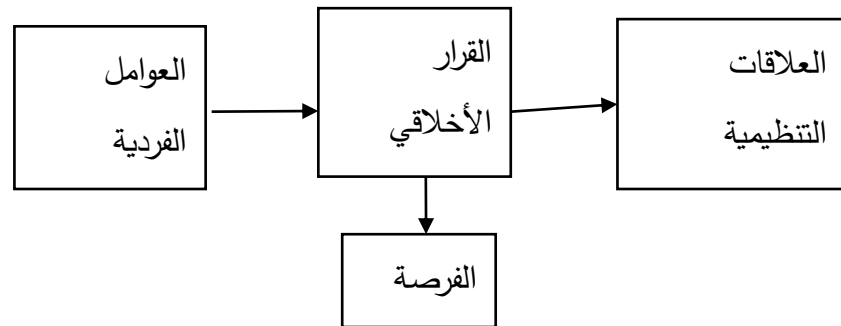 العوامل
الفردية
القرار
الأخلاقي
العلاقات
التنظيمية
الفرصة